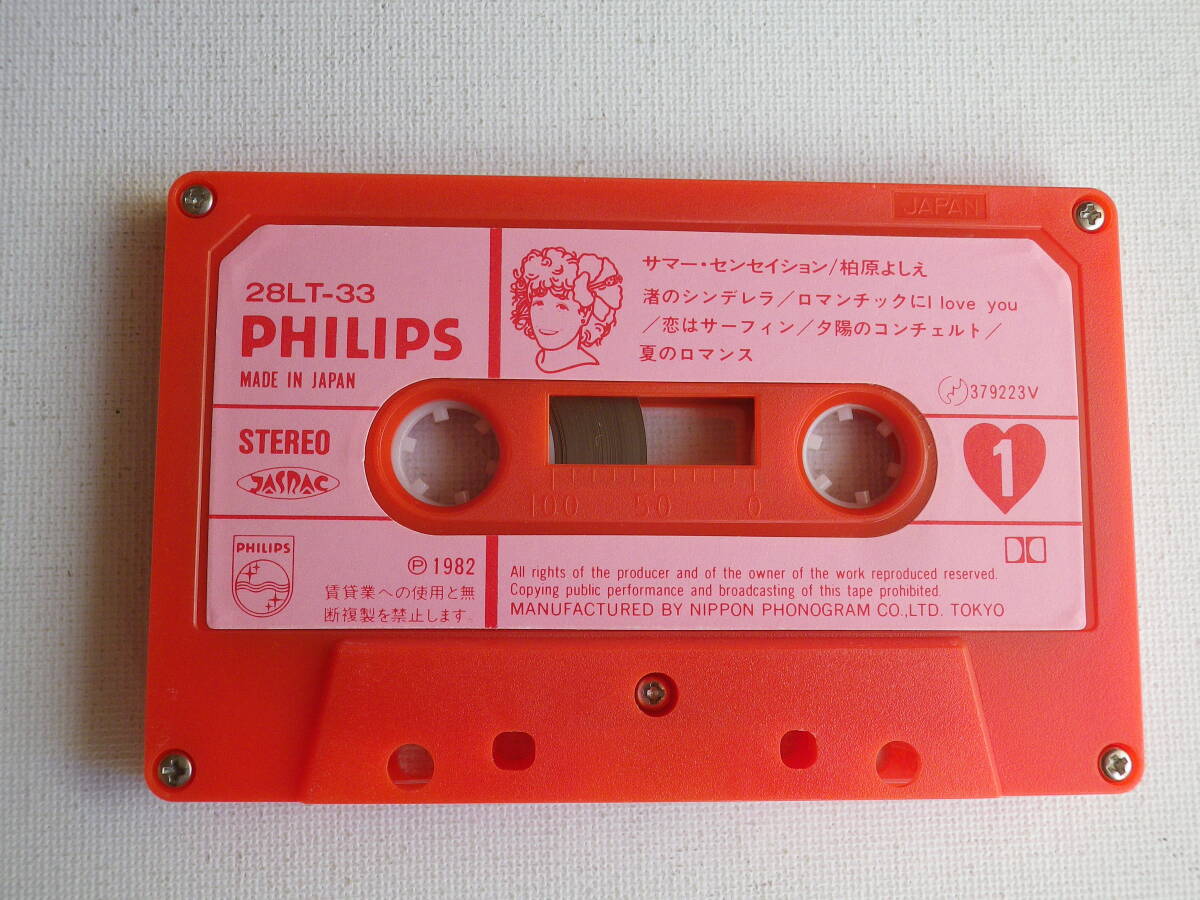 JAPAN
28LT-33
PHILIPS
MADE IN JAPAN
サマー・センセイション/柏原よしえ
渚のシンデレラ/ロマンチックにI love you
/恋はサーフィン/夕陽のコンチェルト/
夏のロマンス
379223V
STEREO
JASRAC
1
100 50 0
PHILIPS
Ⓟ1982
賃貸業への使用と無
断複製を禁止します。
All rights of the producer and of the owner of the work reproduced reserved.
Copying public performance and broadcasting of this tape prohibited.
MANUFACTURED BY NIPPON PHONOGRAM CO.,LTD. TOKYO